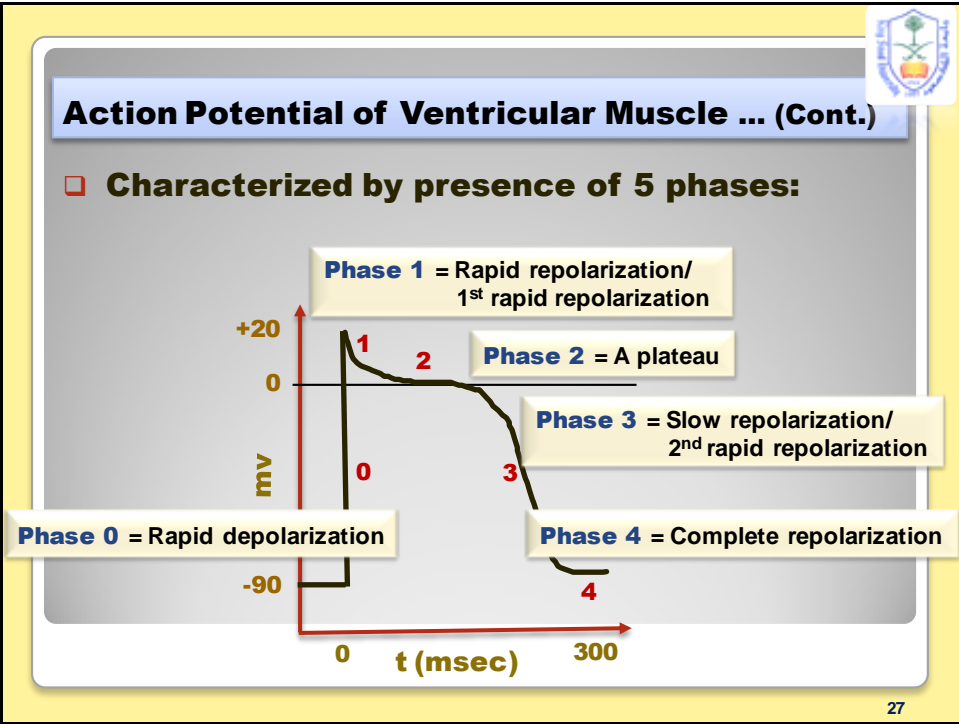 Action Potential of Ventricular Muscle ... (Cont.)
Characterized by presence of 5 phases:
Phase 1 = Rapid repolarization/
1st rapid repolarization
+20
1
2
Phase 2 = A plateau
0
Phase 3 = Slow repolarization/
2nd rapid repolarization
mv
0
3
Phase 0 = Rapid depolarization
Phase 4 = Complete repolarization
-90
4
0
t (msec)
300
27